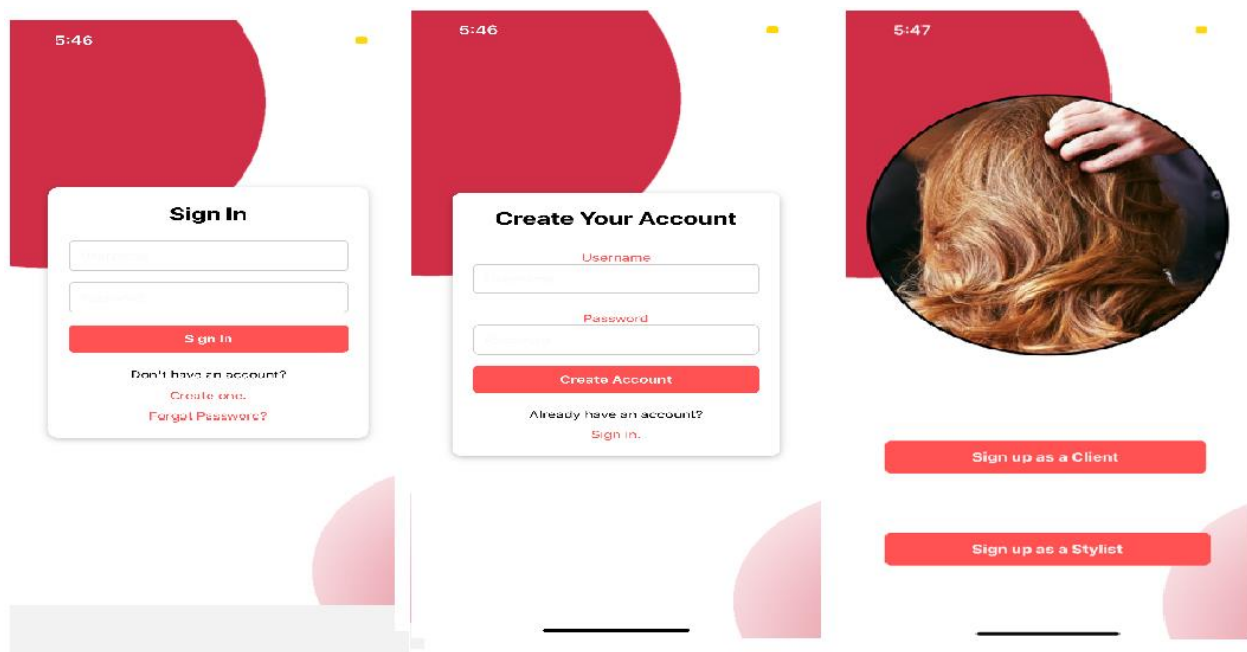 5:46
Sign In
Sign In
Don't have an account?
Create one.
Forgot Password?
5:46
Create Your Account
Username
Password
Create Account
Already have an account?
Sign in.
5:47
Sign up as a Client
Sign up as a Stylist